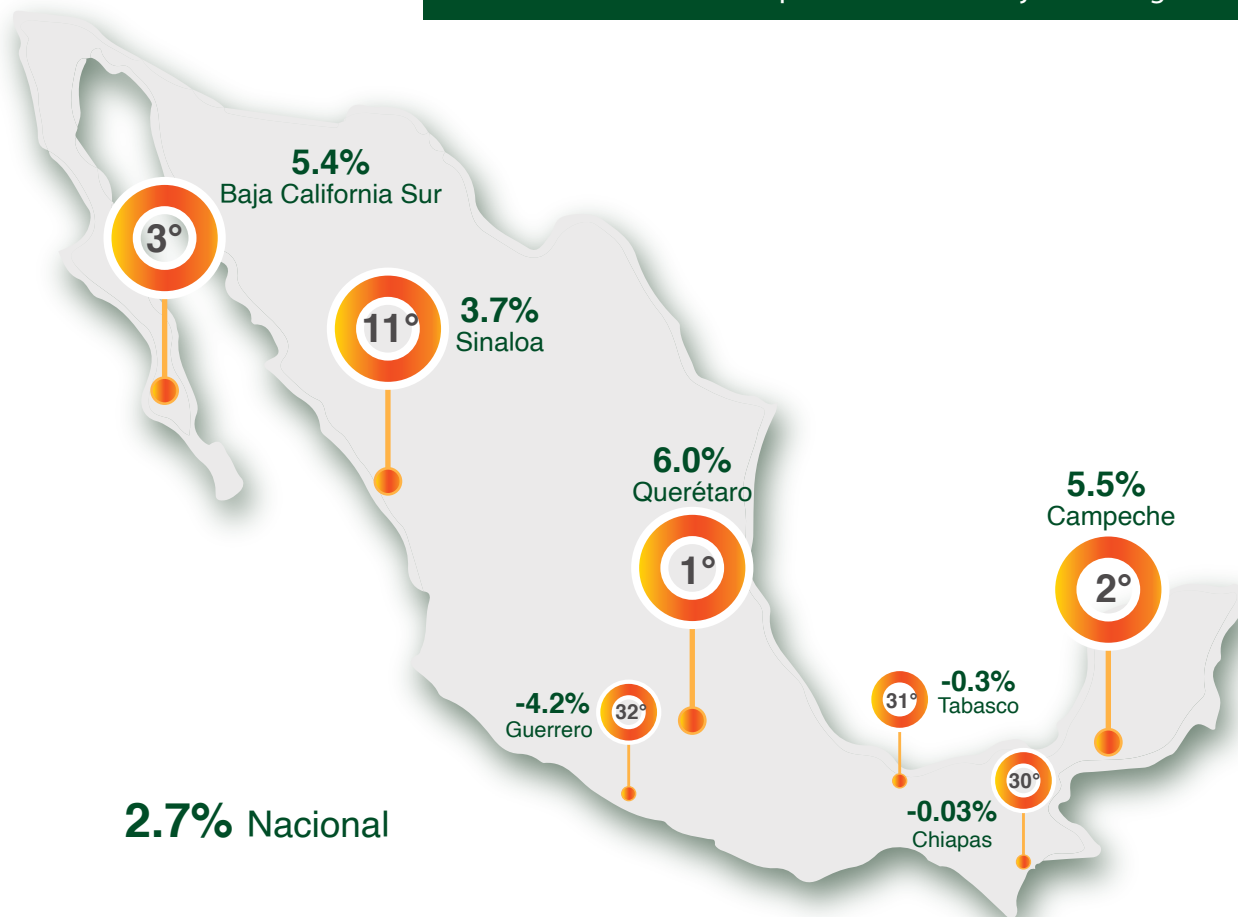 5.4%
Baja California Sur
3°
11°
3.7%
Sinaloa
6.0%
Querétaro
1°
5.5%
Campeche
2°
-4.2%
Guerrero
32°
31°
-0.3%
Tabasco
30°
-0.03%
Chiapas
2.7% Nacional